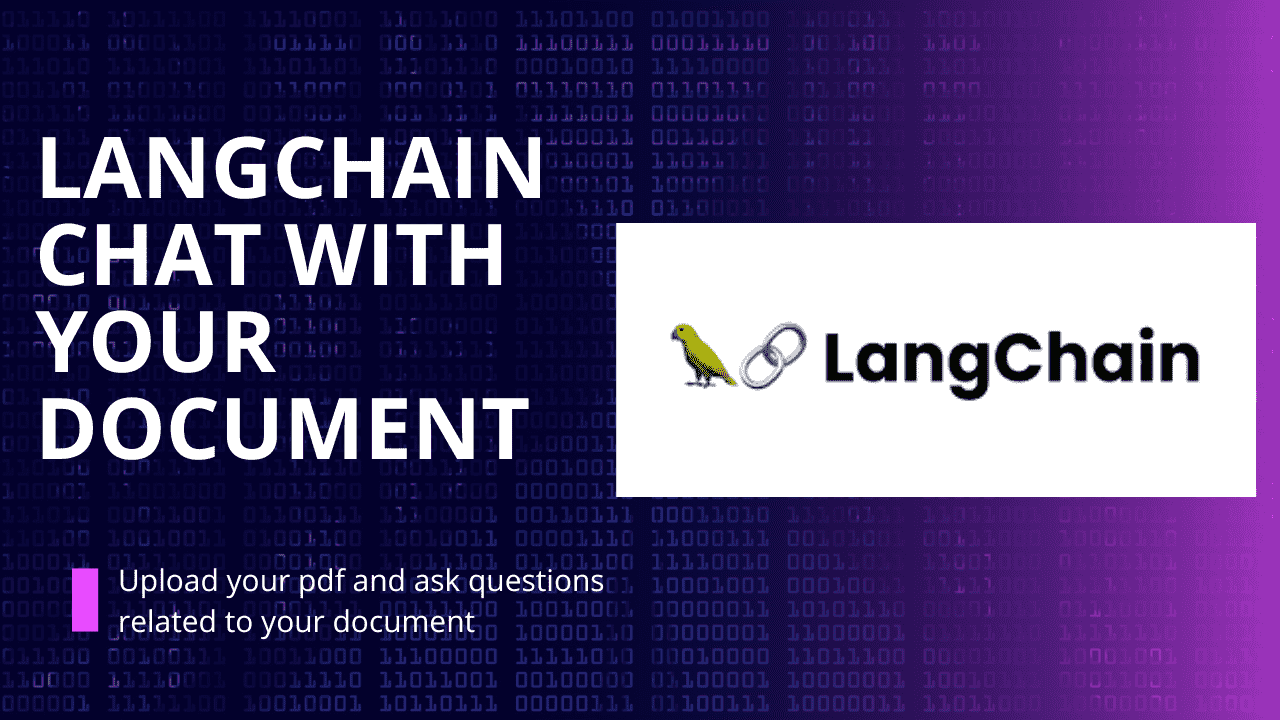 LANGCHAIN
CHAT WITH
YOUR
DOCUMENT
LangChain
Upload your pdf and ask questions
related to your document